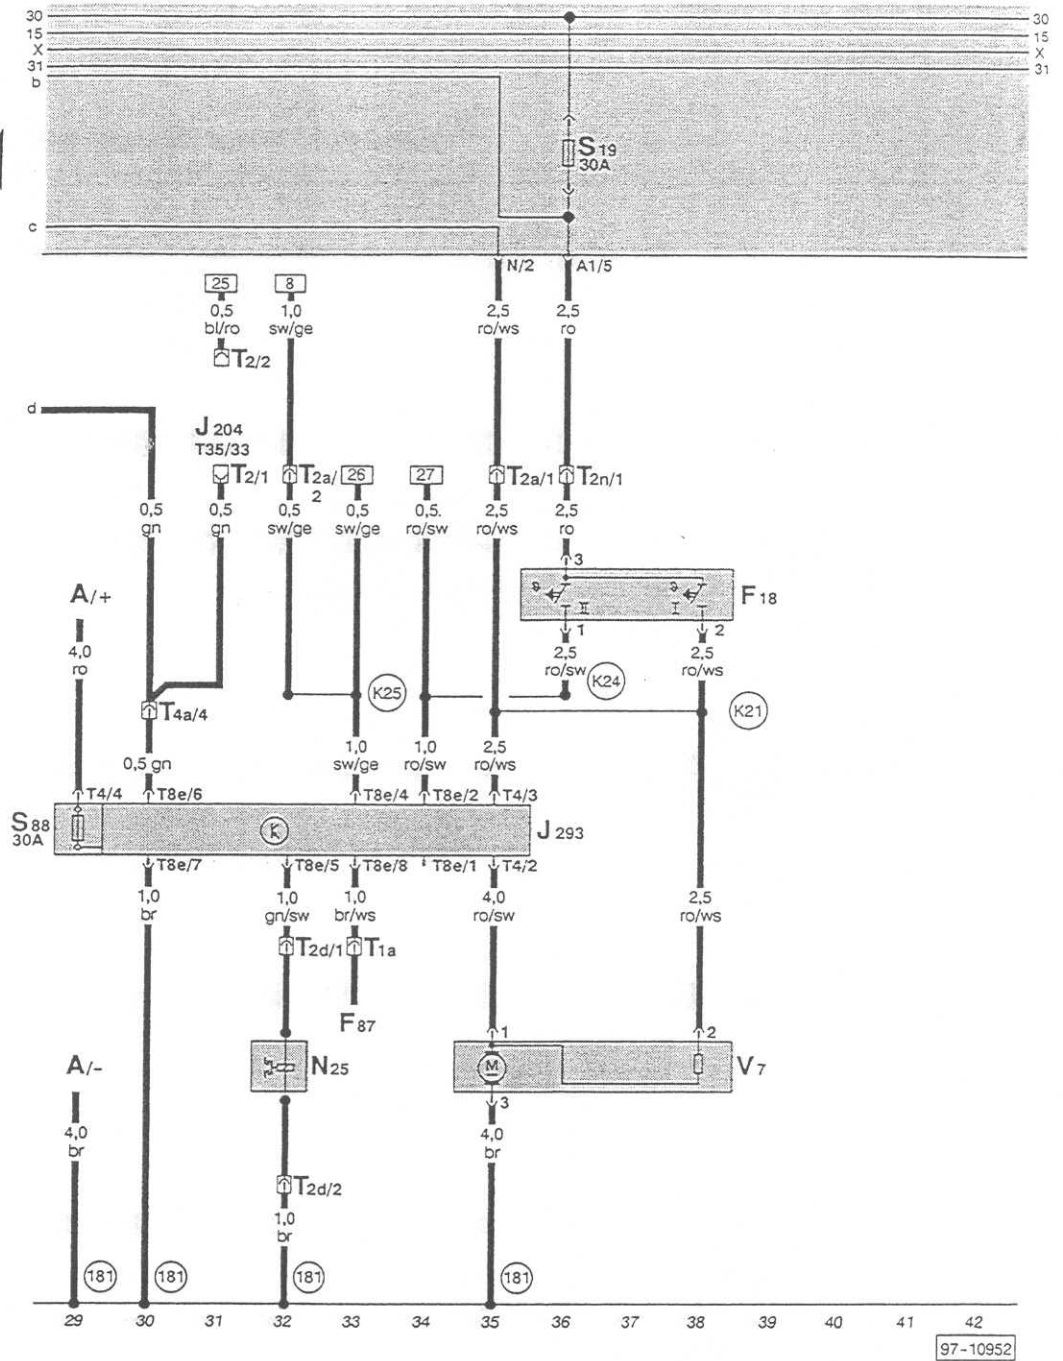 30 30
15 15
X X
31 31
b
S19
30A
c
N/2 A1/5
25 8
0,5 1,0 2,5 2,5
bl/ro sw/ge ro/ws ro
T2/2
d
J204
T35/33
T2/1 T2a/2 26 27 T2a/1 T2n/1
0,5 0,5 0,5 0,5 0,5. 2,5 2,5
gn gn sw/ge sw/ge ro/sw ro/ws ro
3
A/+ F18
II I
1 2
4,0 2,5 2,5
ro ro/sw ro/ws
K25 K24 K21
T4a/4
1,0 1,0 2,5
0,5 gn sw/ge ro/sw ro/ws
T4/4 T8e/6 T8e/4 T8e/2 T4/3
S88 k J293
30A
T8e/7 T8e/5 T8e/8 T8e/1 T4/2
1,0 1,0 1,0 4,0 2,5
br gn/sw br/ws ro/sw ro/ws
T2d/1 T1a
F87
1 2
A/- N25 M V7
3
4,0 4,0
br br
T2d/2
1,0
br
181 181 181 181
29 30 31 32 33 34 35 36 37 38 39 40 41 42
97-10952